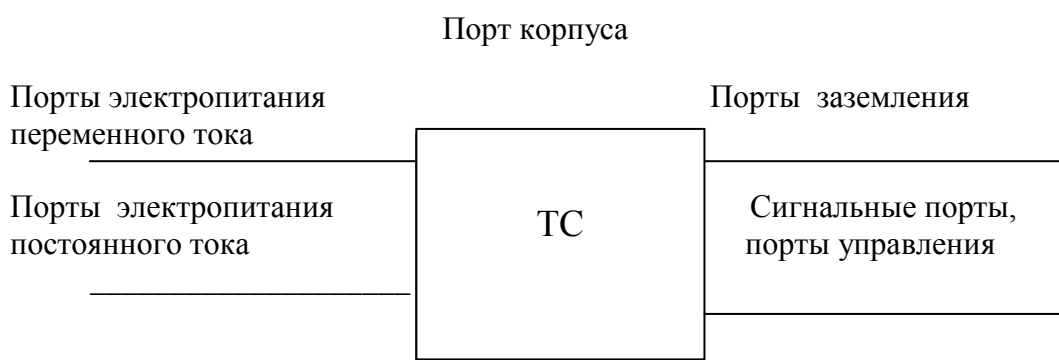 Порт корпуса
Порты электропитания
переменного тока
Порты заземления
Порты электропитания
постоянного тока
ТС
Сигнальные порты,
порты управления